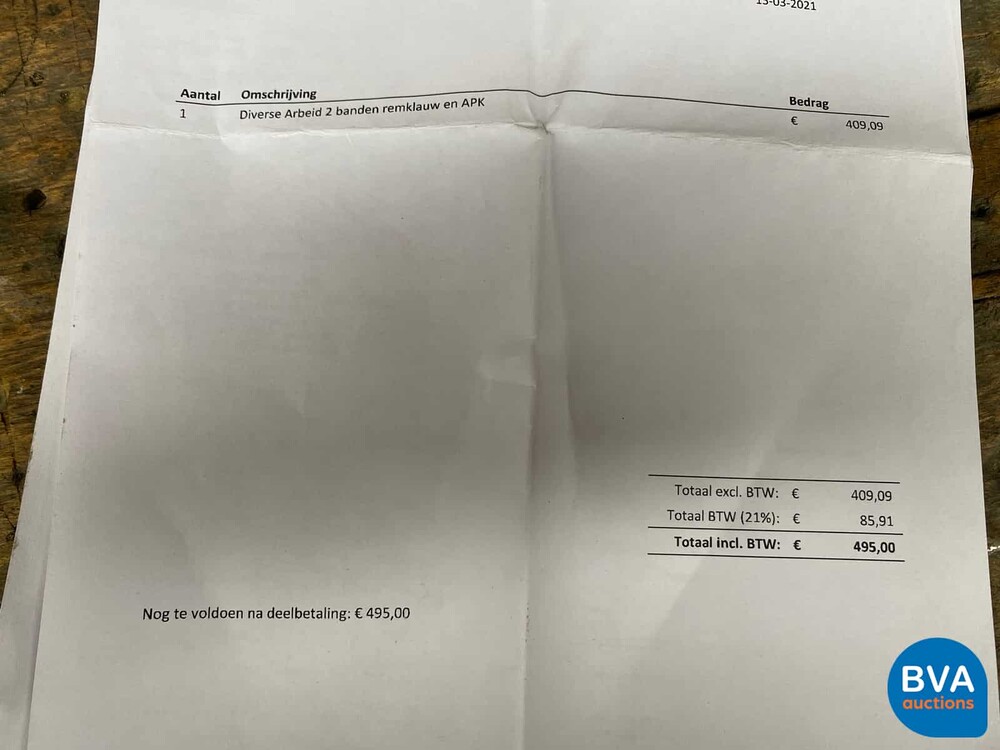 13-03-2021
Aantal Omschrijving Bedrag
1 Diverse Arbeid 2 banden remklauw en APK € 409,09
Totaal excl. BTW: € 409,09
Totaal BTW (21%): € 85,91
Totaal incl. BTW: € 495,00
Nog te voldoen na deelbetaling: € 495,00
BVA
auctions